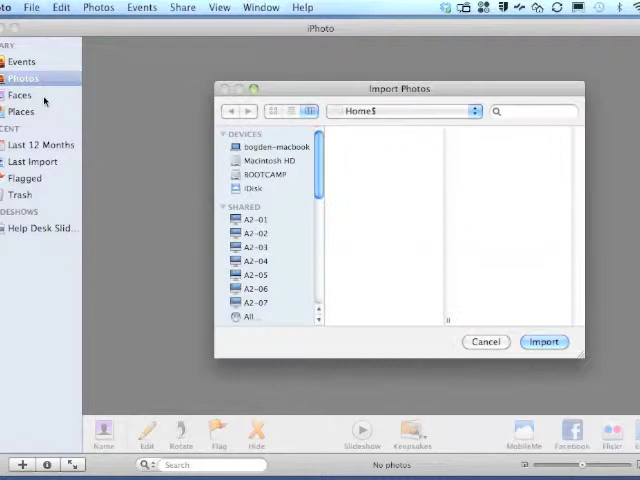 oto File Edit Photos Events Share View Window Help
iPhoto
ARY
Events
Photos
Faces
Places
CENT
Last 12 Months
Last Import
Flagged
Trash
DESHOWS
Help Desk Slid...
Import Photos
Home$
DEVICES
bogden-macbook
Macintosh HD
BOOTCAMP
iDisk
SHARED
A2-01
A2-02
A2-03
A2-04
A2-05
A2-06
A2-07
All...
Cancel Import
Name Edit Rotate Flag Hide Slideshow Keepsakes MobileMe Facebook Flickr
Search No photos